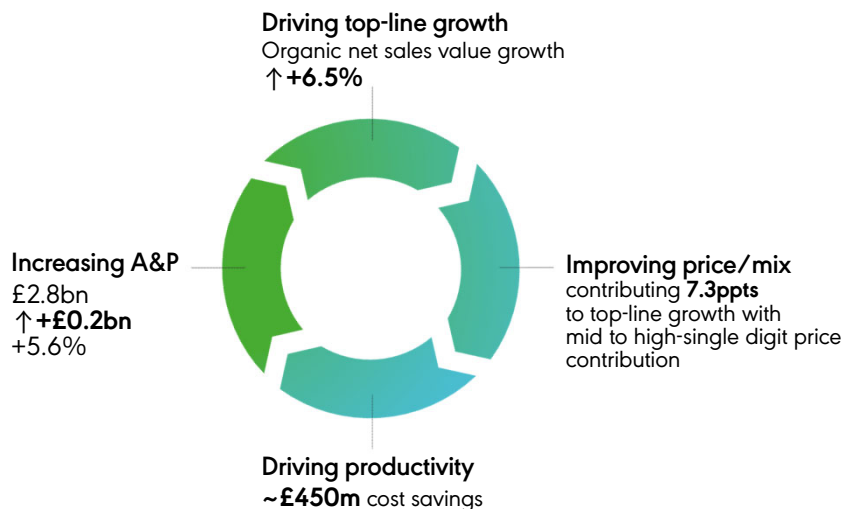 Driving top-line growth
Organic net sales value growth
↑+6.5%
Increasing A&P
£2.8bn
↑+£0.2bn
+5.6%
Improving price/mix
contributing 7.3ppts
to top-line growth with
mid to high-single digit price
contribution
Driving productivity
~£450m cost savings